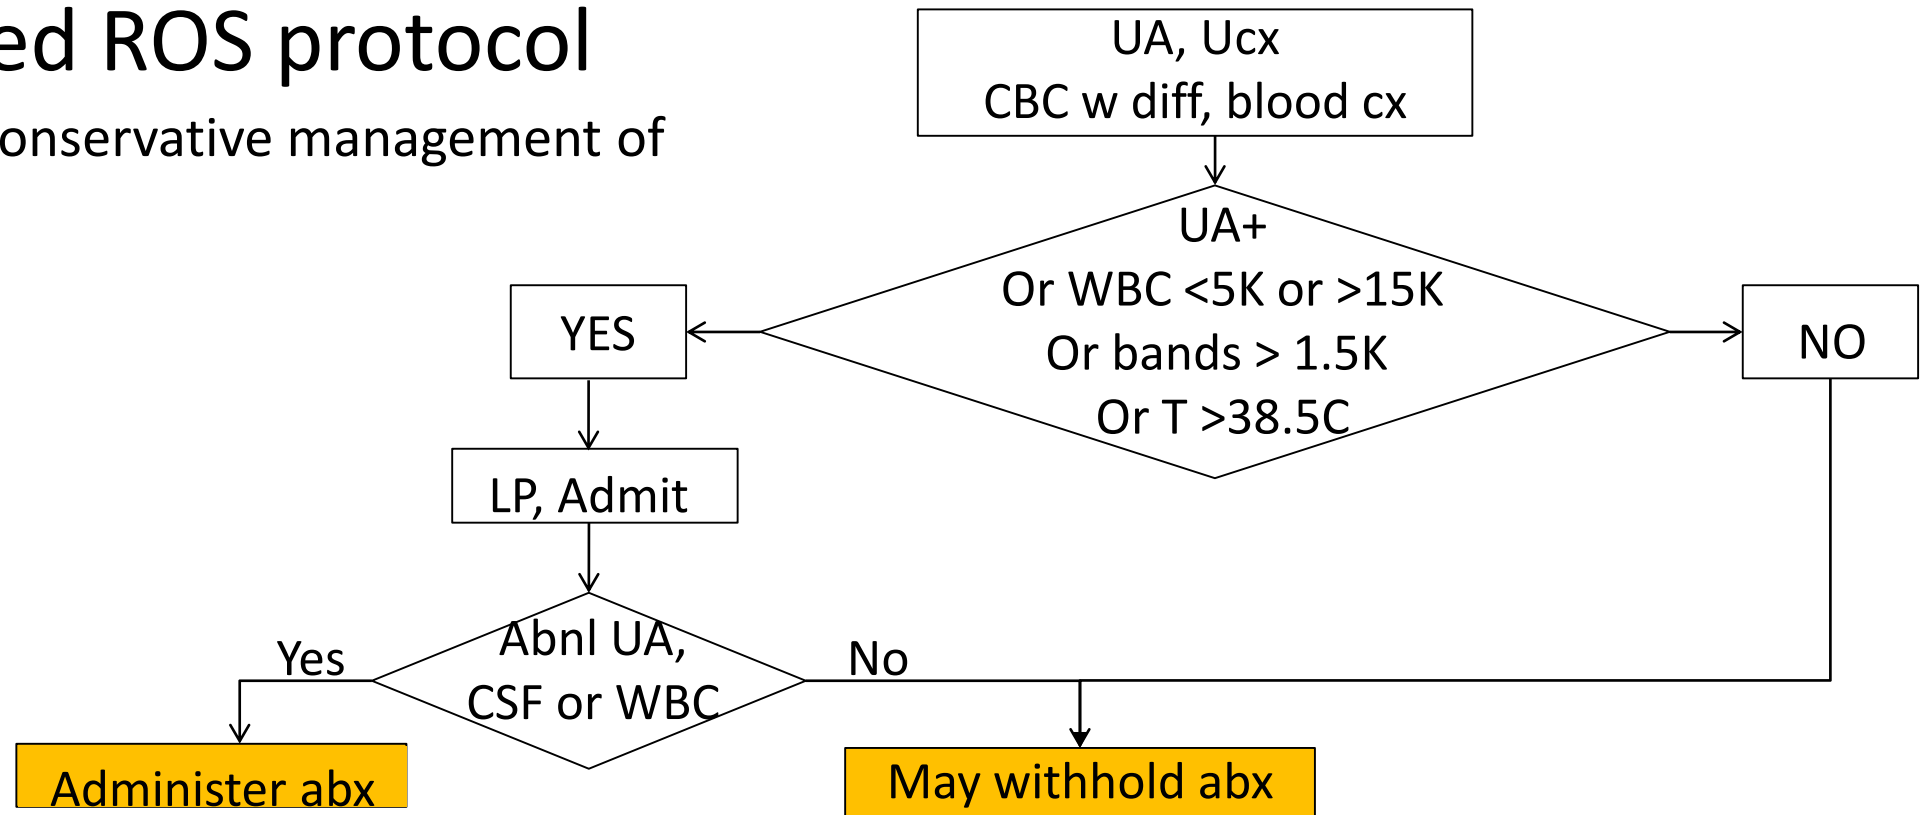 ed ROS protocol
onservative management of
UA, Ucx
CBC w diff, blood cx
UA+
Or WBC <5K or >15K
Or bands > 1.5K
Or T >38.5C
YES
NO
LP, Admit
Abnl UA,
CSF or WBC
Yes
No
Administer abx
May withhold abx